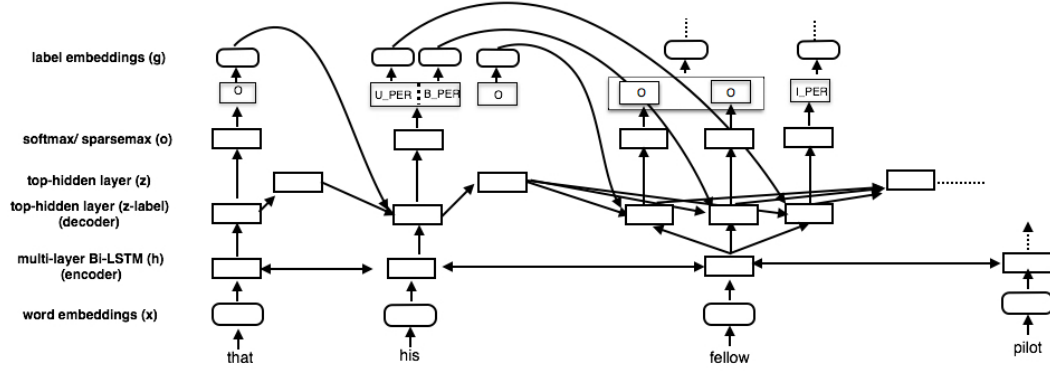 label embeddings (g)
O U_PER B_PER O O O I_PER
softmax/ sparsemax (o)
top-hidden layer (z)
top-hidden layer (z-label)
(decoder)
multi-layer Bi-LSTM (h)
(encoder)
word embeddings (x)
that his fellow pilot